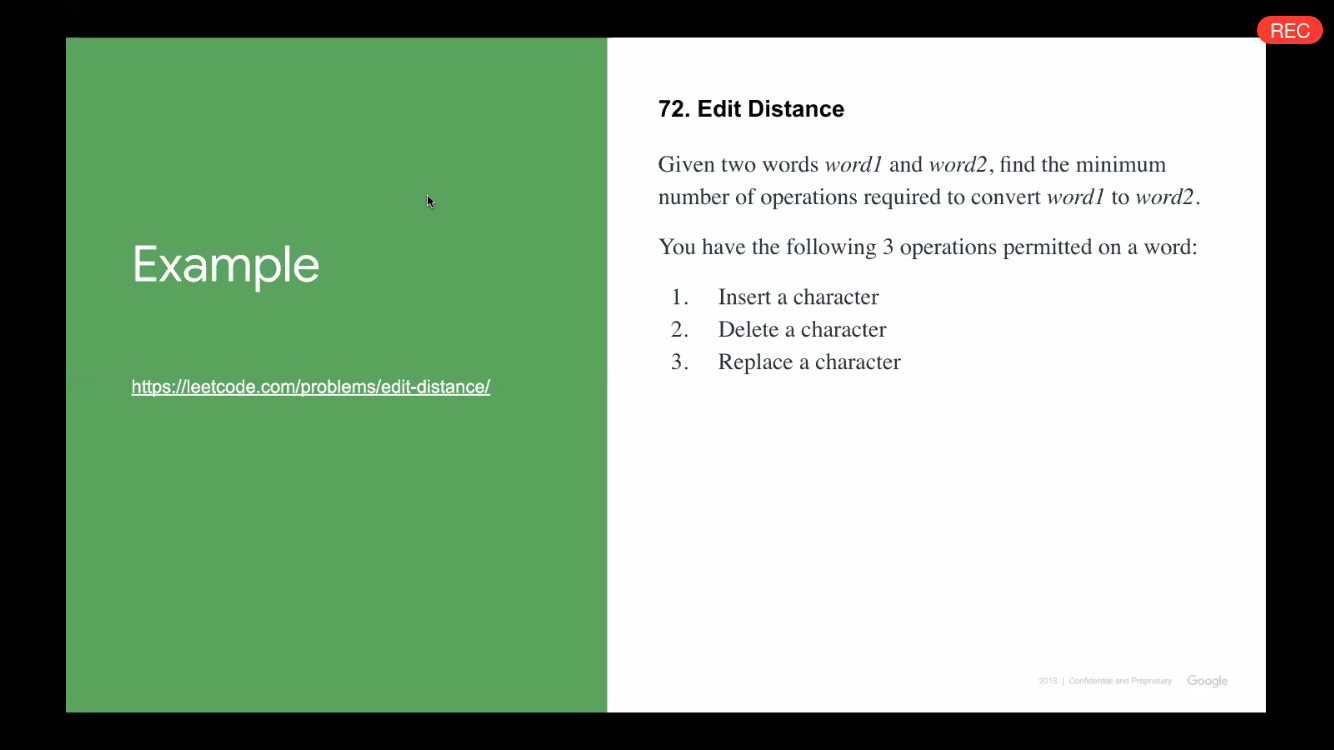 REC
Example
https://leetcode.com/problems/edit-distance/
72. Edit Distance
Given two words word1 and word2, find the minimum
number of operations required to convert word1 to word2.
You have the following 3 operations permitted on a word:
1. Insert a character
2. Delete a character
3. Replace a character
2018 | Confidential and Proprietary Google